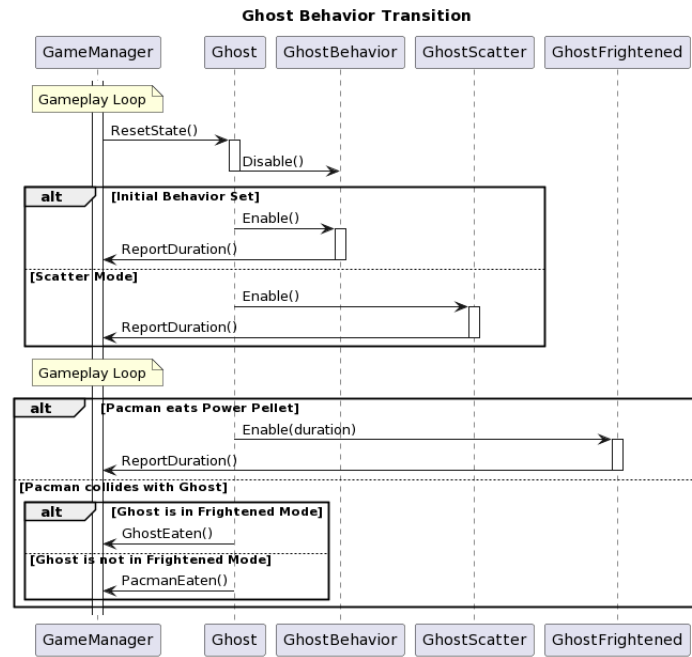 Ghost Behavior Transition
GameManager Ghost GhostBehavior GhostScatter GhostFrightened
Gameplay Loop
ResetState()
Disable()
alt [Initial Behavior Set]
Enable()
ReportDuration()
[Scatter Mode]
Enable()
ReportDuration()
Gameplay Loop
alt [Pacman eats Power Pellet]
Enable(duration)
ReportDuration()
[Pacman collides with Ghost]
alt [Ghost is in Frightened Mode]
GhostEaten()
[Ghost is not in Frightened Mode]
PacmanEaten()
GameManager Ghost GhostBehavior GhostScatter GhostFrightened